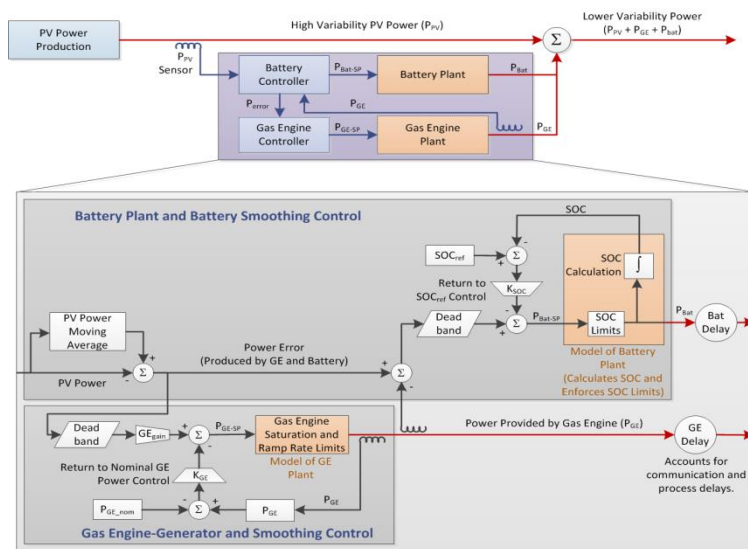 PV Power
Production
High Variability PV Power (PPV)
Lower Variability Power
(PPV + PGE + Pbat)
Σ
PPV
Sensor
Battery
Controller
PBat-SP
Battery Plant
PBat
Perror
PGE
Gas Engine
Controller
PGE-SP
Gas Engine
Plant
PGE
Battery Plant and Battery Smoothing Control
SOC
SOCref
+
-
Σ
SOC
Calculation
∫
Return to
SOCref Control
KSOC
PV Power
Moving
Average
Dead
band
+
-
Σ
PBat-SP
SOC
Limits
PBat
Bat
Delay
Power Error
(Produced by GE and Battery)
+
-
Σ
PV Power
+
-
Σ
Model of Battery
Plant
(Calculates SOC and
Enforces SOC Limits)
Dead
band
GEgain
+
-
Σ
PGE-SP
Gas Engine
Saturation and
Ramp Rate Limits
Power Provided by Gas Engine (PGE)
GE
Delay
Return to Nominal GE
Power Control
KGE
Model of GE
Plant
Accounts for
communication and
process delays.
PGE_nom
-
+
Σ
PGE
PGE
Gas Engine-Generator and Smoothing Control